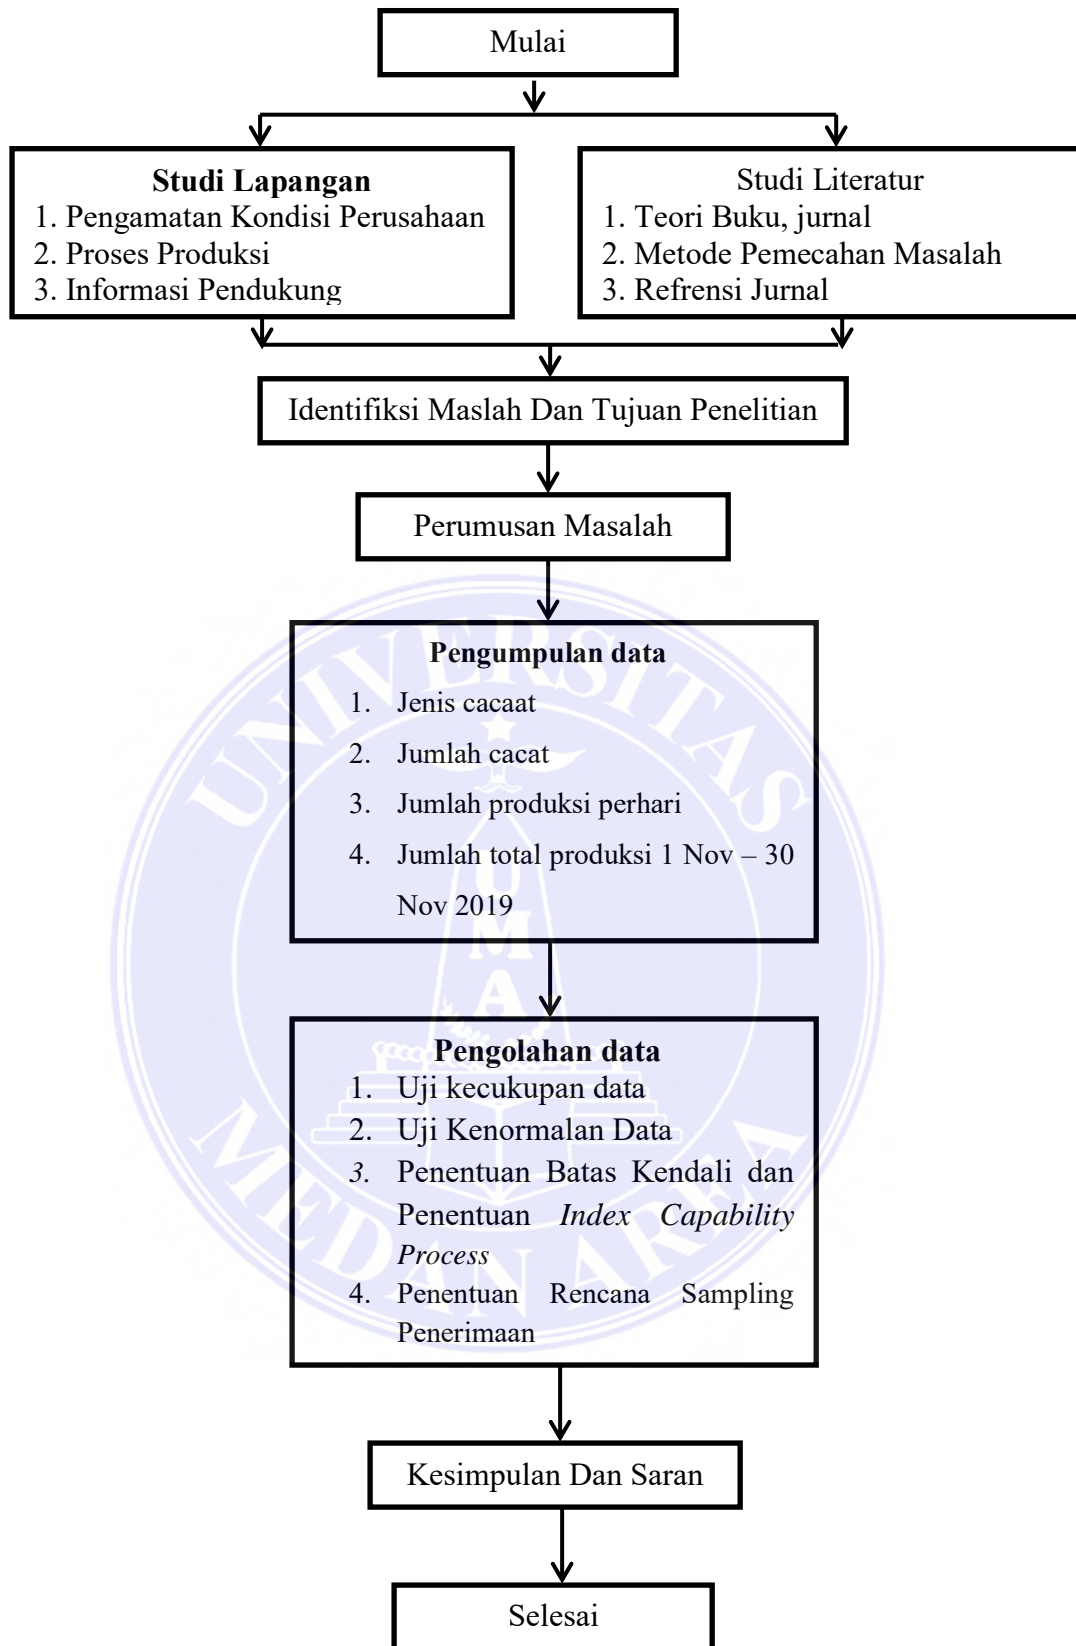 Mulai
Studi Lapangan
1. Pengamatan Kondisi Perusahaan
2. Proses Produksi
3. Informasi Pendukung
Studi Literatur
1. Teori Buku, jurnal
2. Metode Pemecahan Masalah
3. Refrensi Jurnal
Identifiksi Maslah Dan Tujuan Penelitian
Perumusan Masalah
Pengumpulan data
1. Jenis cacaat
2. Jumlah cacat
3. Jumlah produksi perhari
4. Jumlah total produksi 1 Nov – 30
Nov 2019
Pengolahan data
1. Uji kecukupan data
2. Uji Kenormalan Data
3. Penentuan Batas Kendali dan
Penentuan Index Capability
Process
4. Penentuan Rencana Sampling
Penerimaan
Kesimpulan Dan Saran
Selesai
UNIVERSITAS
UMA
MEDAN AREA